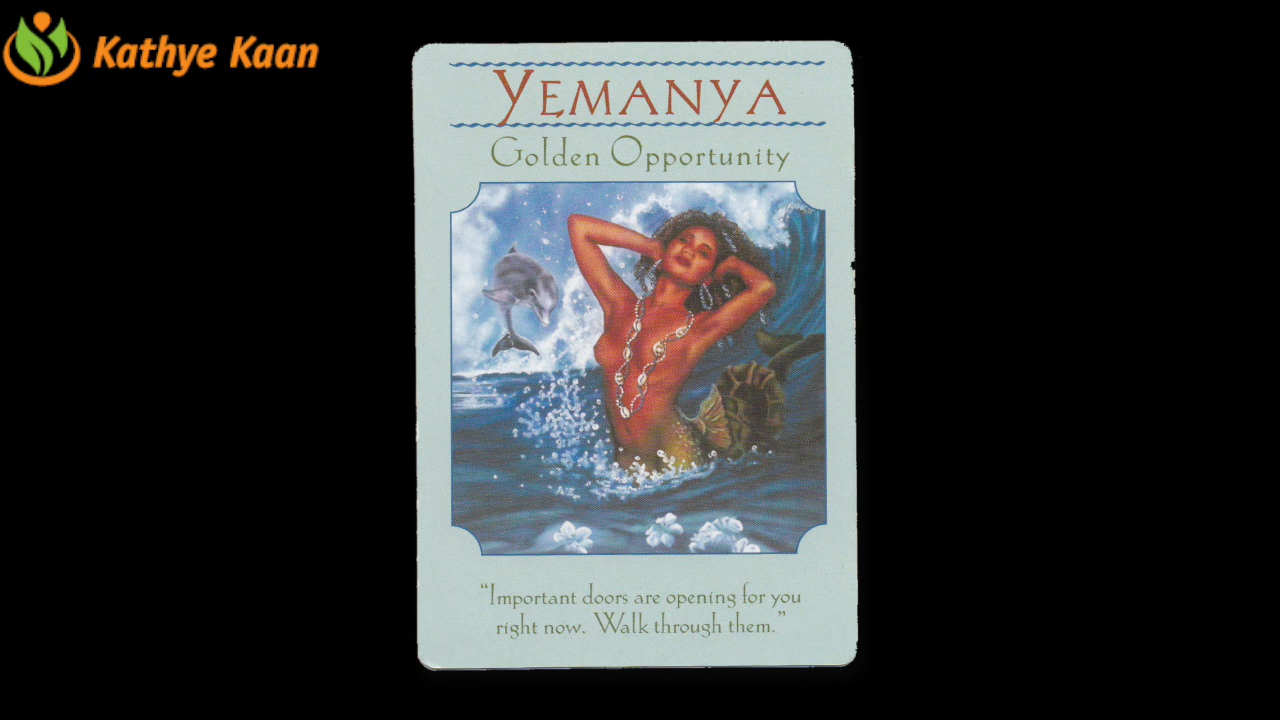 Kathye Kaan
YEMANYA
Golden Opportunity
“Important doors are opening for you
right now. Walk through them.”